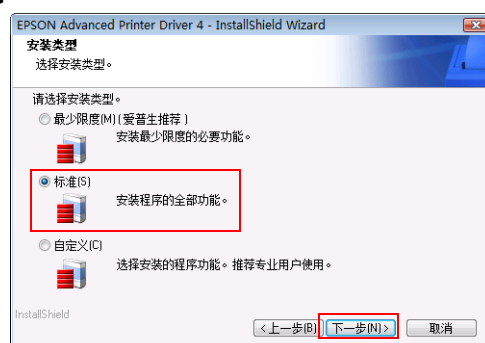 EPSON Advanced Printer Driver 4 - InstallShield Wizard
安装类型
选择安装类型。
请选择安装类型。
最少限度(M) (爱普生推荐)
安装最少限度的必要功能。
标准(S)
安装程序的全部功能。
自定义(C)
选择安装的程序功能。推荐专业用户使用。
InstallShield
<上一步(B) 下一步(N)> 取消